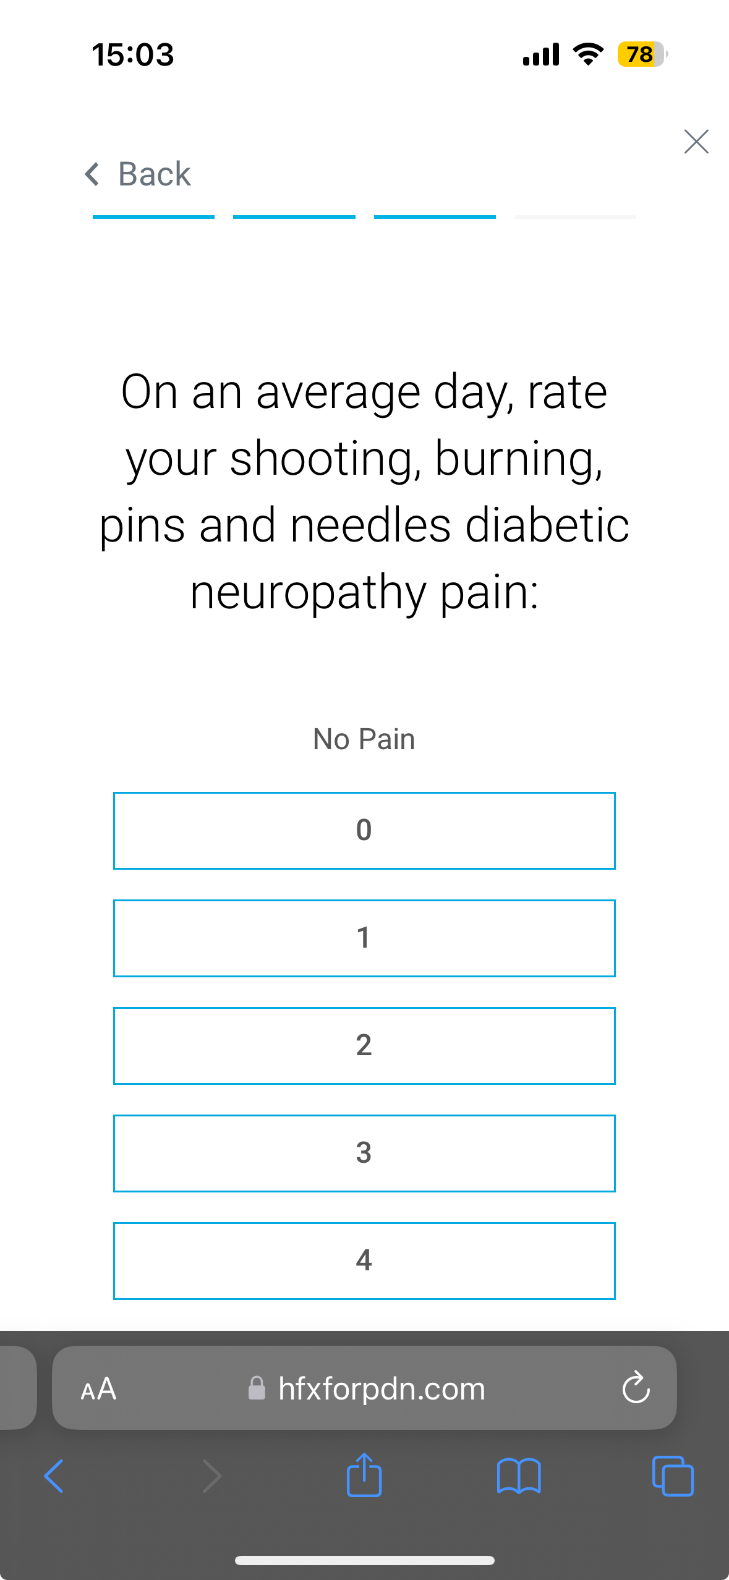 15:03
78
Back
On an average day, rate
your shooting, burning,
pins and needles diabetic
neuropathy pain:
No Pain
0
1
2
3
4
AA
hfxforpdn.com